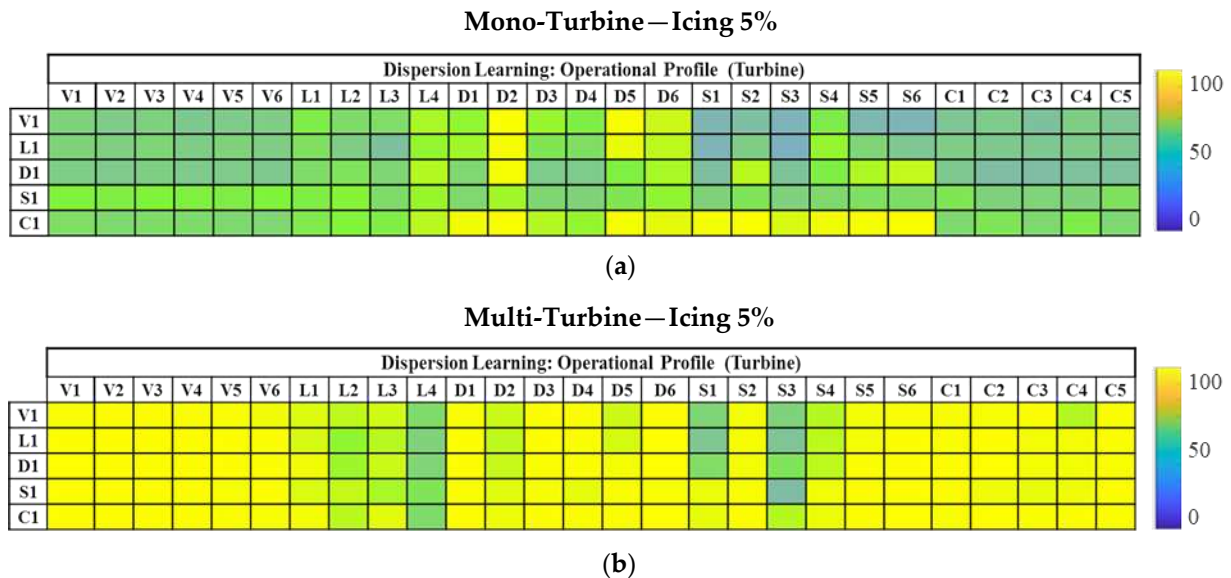 Mono-Turbine—Icing 5%
Dispersion Learning: Operational Profile (Turbine)
V1 V2 V3 V4 V5 V6 L1 L2 L3 L4 D1 D2 D3 D4 D5 D6 S1 S2 S3 S4 S5 S6 C1 C2 C3 C4 C5
V1
L1
D1
S1
C1
100
50
0
(a)
Multi-Turbine—Icing 5%
Dispersion Learning: Operational Profile (Turbine)
V1 V2 V3 V4 V5 V6 L1 L2 L3 L4 D1 D2 D3 D4 D5 D6 S1 S2 S3 S4 S5 S6 C1 C2 C3 C4 C5
V1
L1
D1
S1
C1
100
50
0
(b)